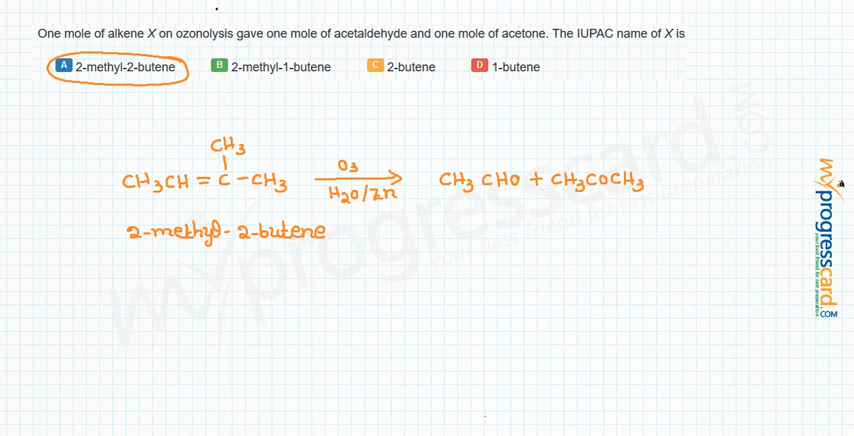 One mole of alkene X on ozonolysis gave one mole of acetaldehyde and one mole of acetone. The IUPAC name of X is
A 2-methyl-2-butene B 2-methyl-1-butene C 2-butene D 1-butene
CH3
CH3CH = C - CH3 O3 H2O/Zn CH3 CHO + CH3COCH3
2-methyl-2-butene
myprogresscard.COM